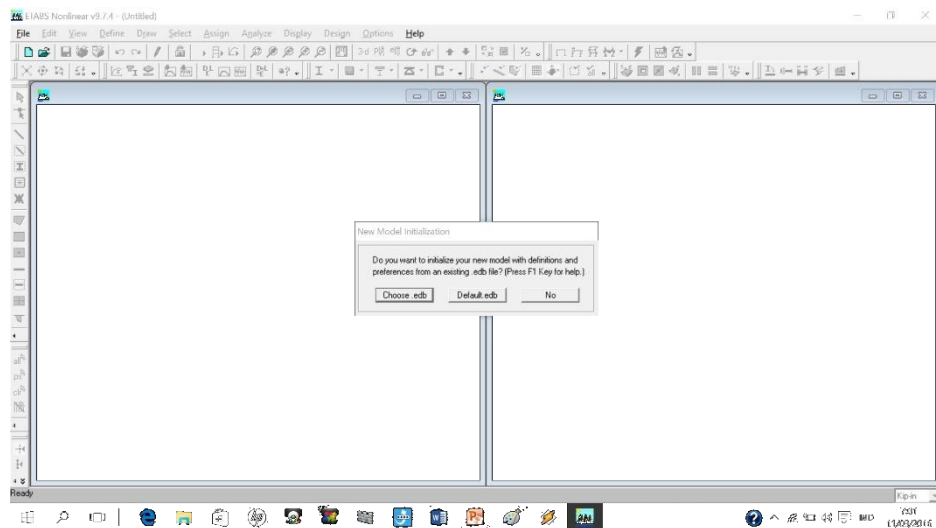 ETABS Nonlinear v9.7.4 - (Untitled)
File Edit View Define Draw Select Assign Analyze Display Design Options Help
New Model Initialization
Do you want to initialize your new model with definitions and
preferences from an existing .edb file? (Press F1 Key for help.)
Choose .edb Default.edb No
Ready
Kip-in